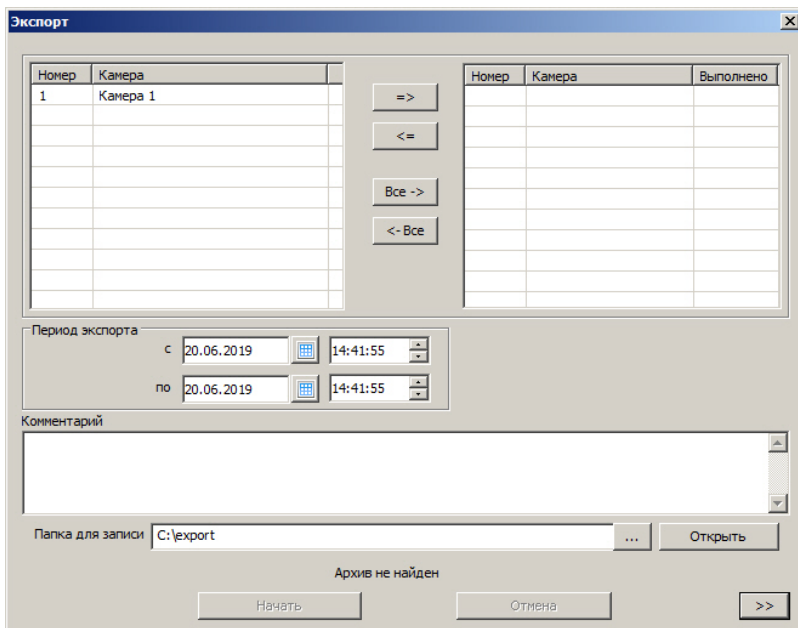 Экспорт
Номер Камера
1 Камера 1
=>
<=
Все ->
<- Все
Номер Камера Выполнено
Период экспорта
с 20.06.2019 14:41:55
по 20.06.2019 14:41:55
Комментарий
Папка для записи C:\export ... Открыть
Архив не найден
Начать Отмена >>